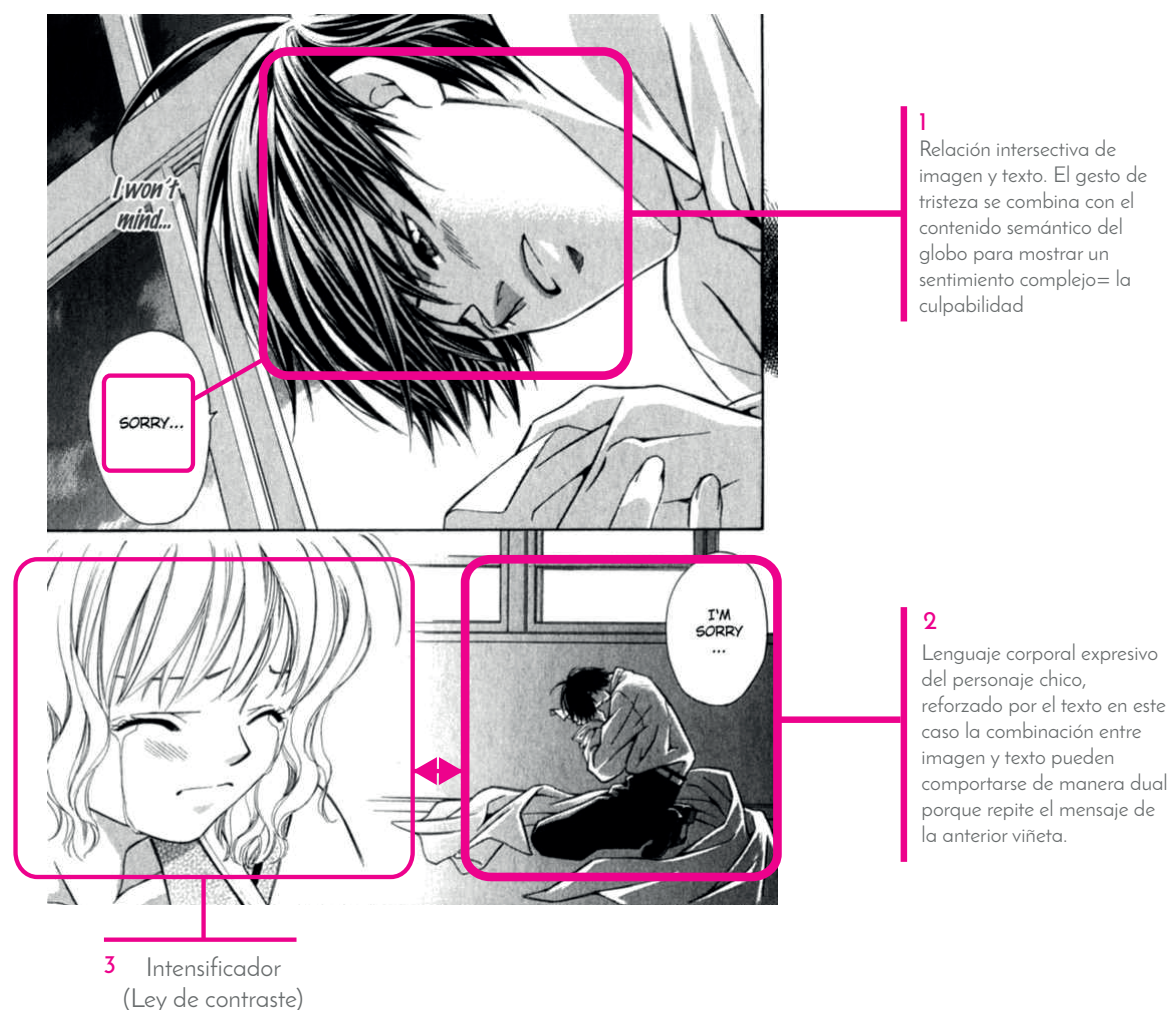 I won't
mind...
SORRY...
1
Relación intersectiva de
imagen y texto. El gesto de
tristeza se combina con el
contenido semántico del
globo para mostrar un
sentimiento complejo= la
culpabilidad
I'M
SORRY
...
2
Lenguaje corporal expresivo
del personaje chico,
reforzado por el texto en este
caso la combinación entre
imagen y texto pueden
comportarse de manera dual
porque repite el mensaje de
la anterior viñeta.
3 Intensificador
(Ley de contraste)